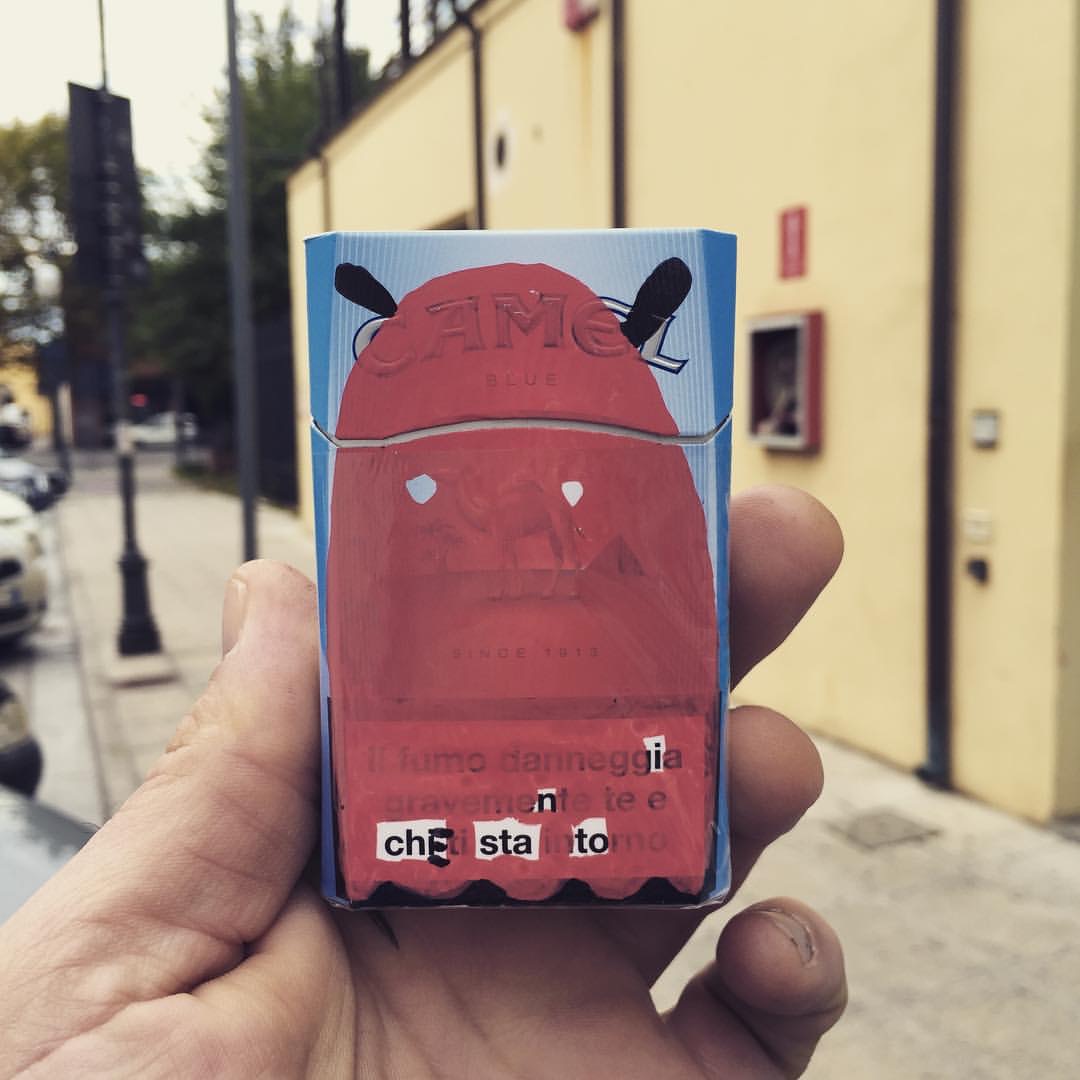 CAMEL
BLUE
SINCE 1913
Il fumo danneggia
gravemente te e
chi ti sta intorno